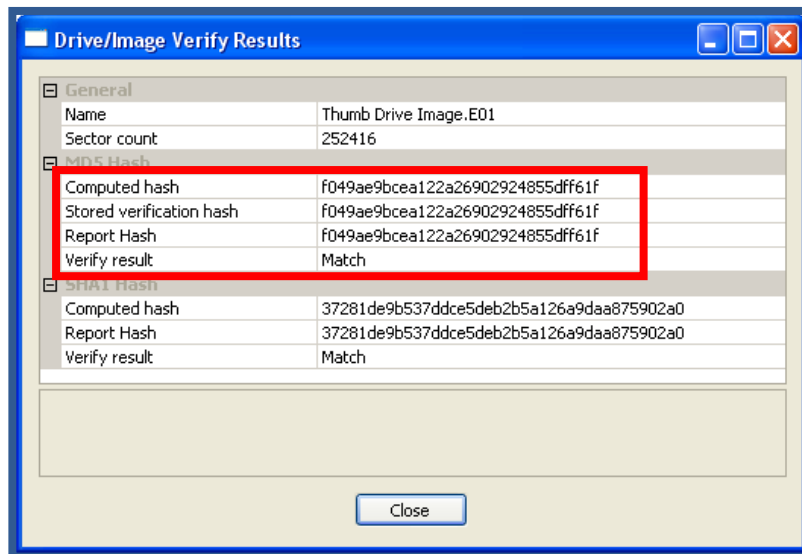 Drive/Image Verify Results
General
Name Thumb Drive Image.E01
Sector count 252416
MD5 Hash
Computed hash f049ae9bcea122a26902924855dff61f
Stored verification hash f049ae9bcea122a26902924855dff61f
Report Hash f049ae9bcea122a26902924855dff61f
Verify result Match
SHA1 Hash
Computed hash 37281de9b537ddce5deb2b5a126a9daa875902a0
Report Hash 37281de9b537ddce5deb2b5a126a9daa875902a0
Verify result Match
Close